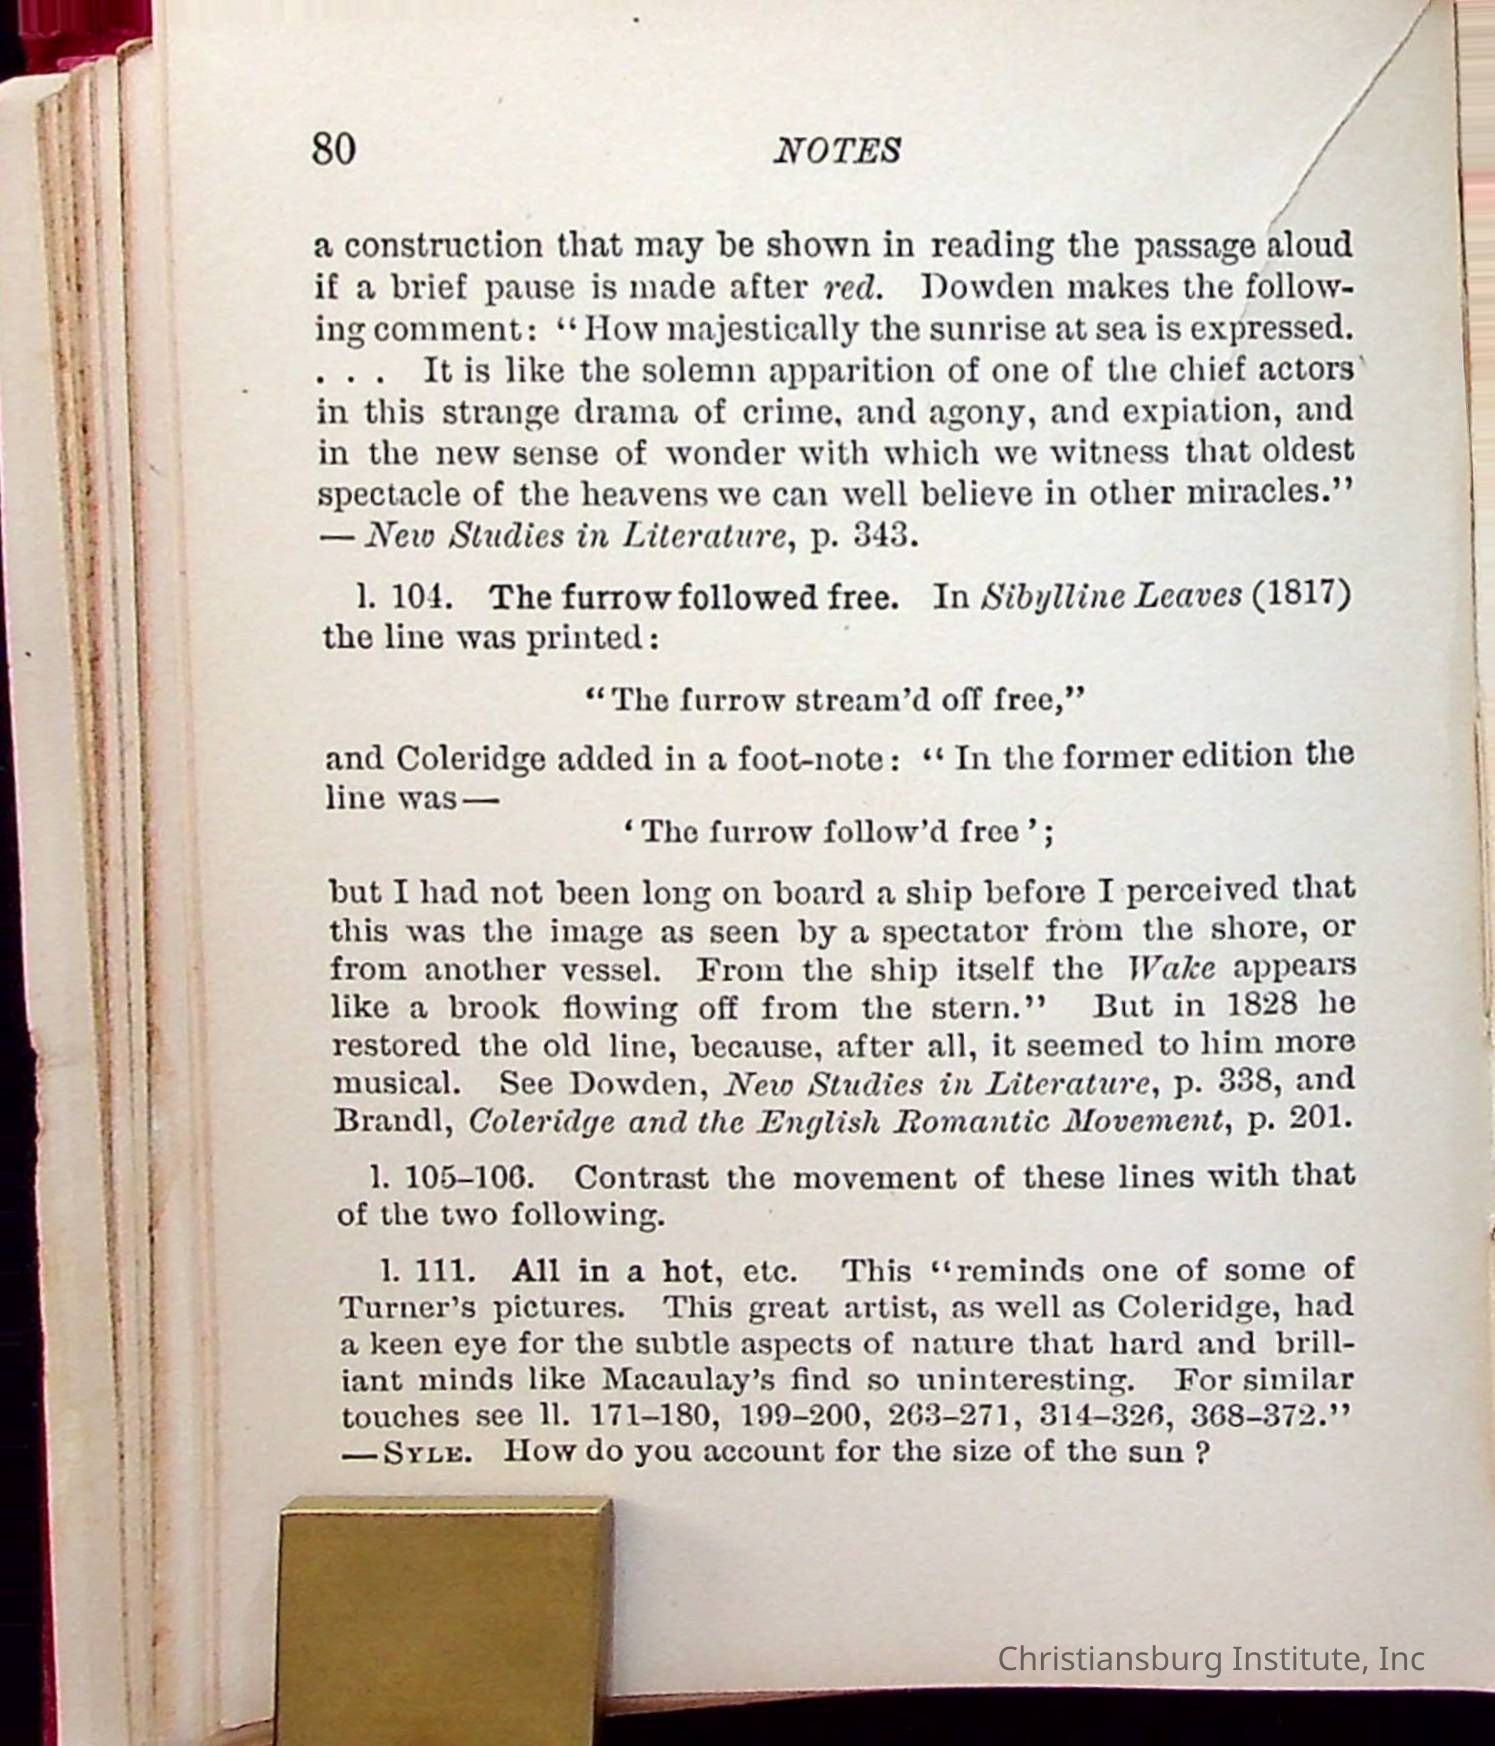 80 NOTES
a construction that may be shown in reading the passage aloud
if a brief pause is made after red. Dowden makes the follow-
ing comment: “How majestically the sunrise at sea is expressed.
. . . It is like the solemn apparition of one of the chief actors
in this strange drama of crime, and agony, and expiation, and
in the new sense of wonder with which we witness that oldest
spectacle of the heavens we can well believe in other miracles.”
— New Studies in Literature, p. 343.
l. 104. The furrow followed free. In Sibylline Leaves (1817)
the line was printed:
“The furrow stream’d off free,”
and Coleridge added in a foot-note: “In the former edition the
line was—
‘The furrow follow’d free’;
but I had not been long on board a ship before I perceived that
this was the image as seen by a spectator from the shore, or
from another vessel. From the ship itself the Wake appears
like a brook flowing off from the stern.” But in 1828 he
restored the old line, because, after all, it seemed to him more
musical. See Dowden, New Studies in Literature, p. 338, and
Brandl, Coleridge and the English Romantic Movement, p. 201.
l. 105–106. Contrast the movement of these lines with that
of the two following.
l. 111. All in a hot, etc. This “reminds one of some of
Turner’s pictures. This great artist, as well as Coleridge, had
a keen eye for the subtle aspects of nature that hard and brill-
iant minds like Macaulay’s find so uninteresting. For similar
touches see ll. 171–180, 199–200, 263–271, 314–326, 368–372.”
—SYLE. How do you account for the size of the sun?
Christiansburg Institute, Inc